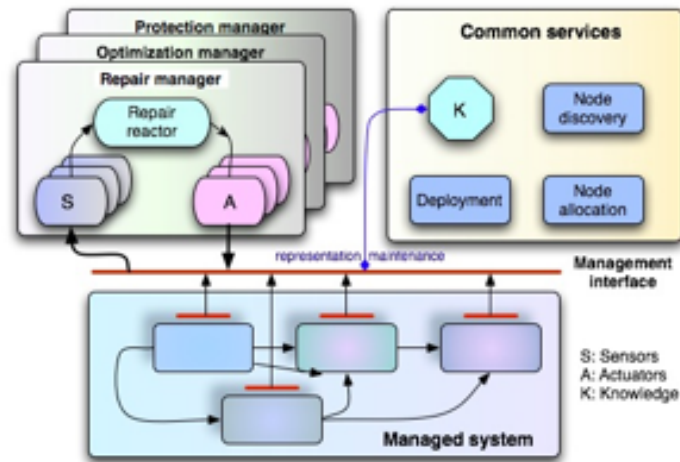 Protection manager
Optimization manager
Repair manager
Repair
reactor
S
A
Common services
K
Node
discovery
Deployment
Node
allocation
representation maintenance
Management
interface
S: Sensors
A: Actuators
K: Knowledge
Managed system